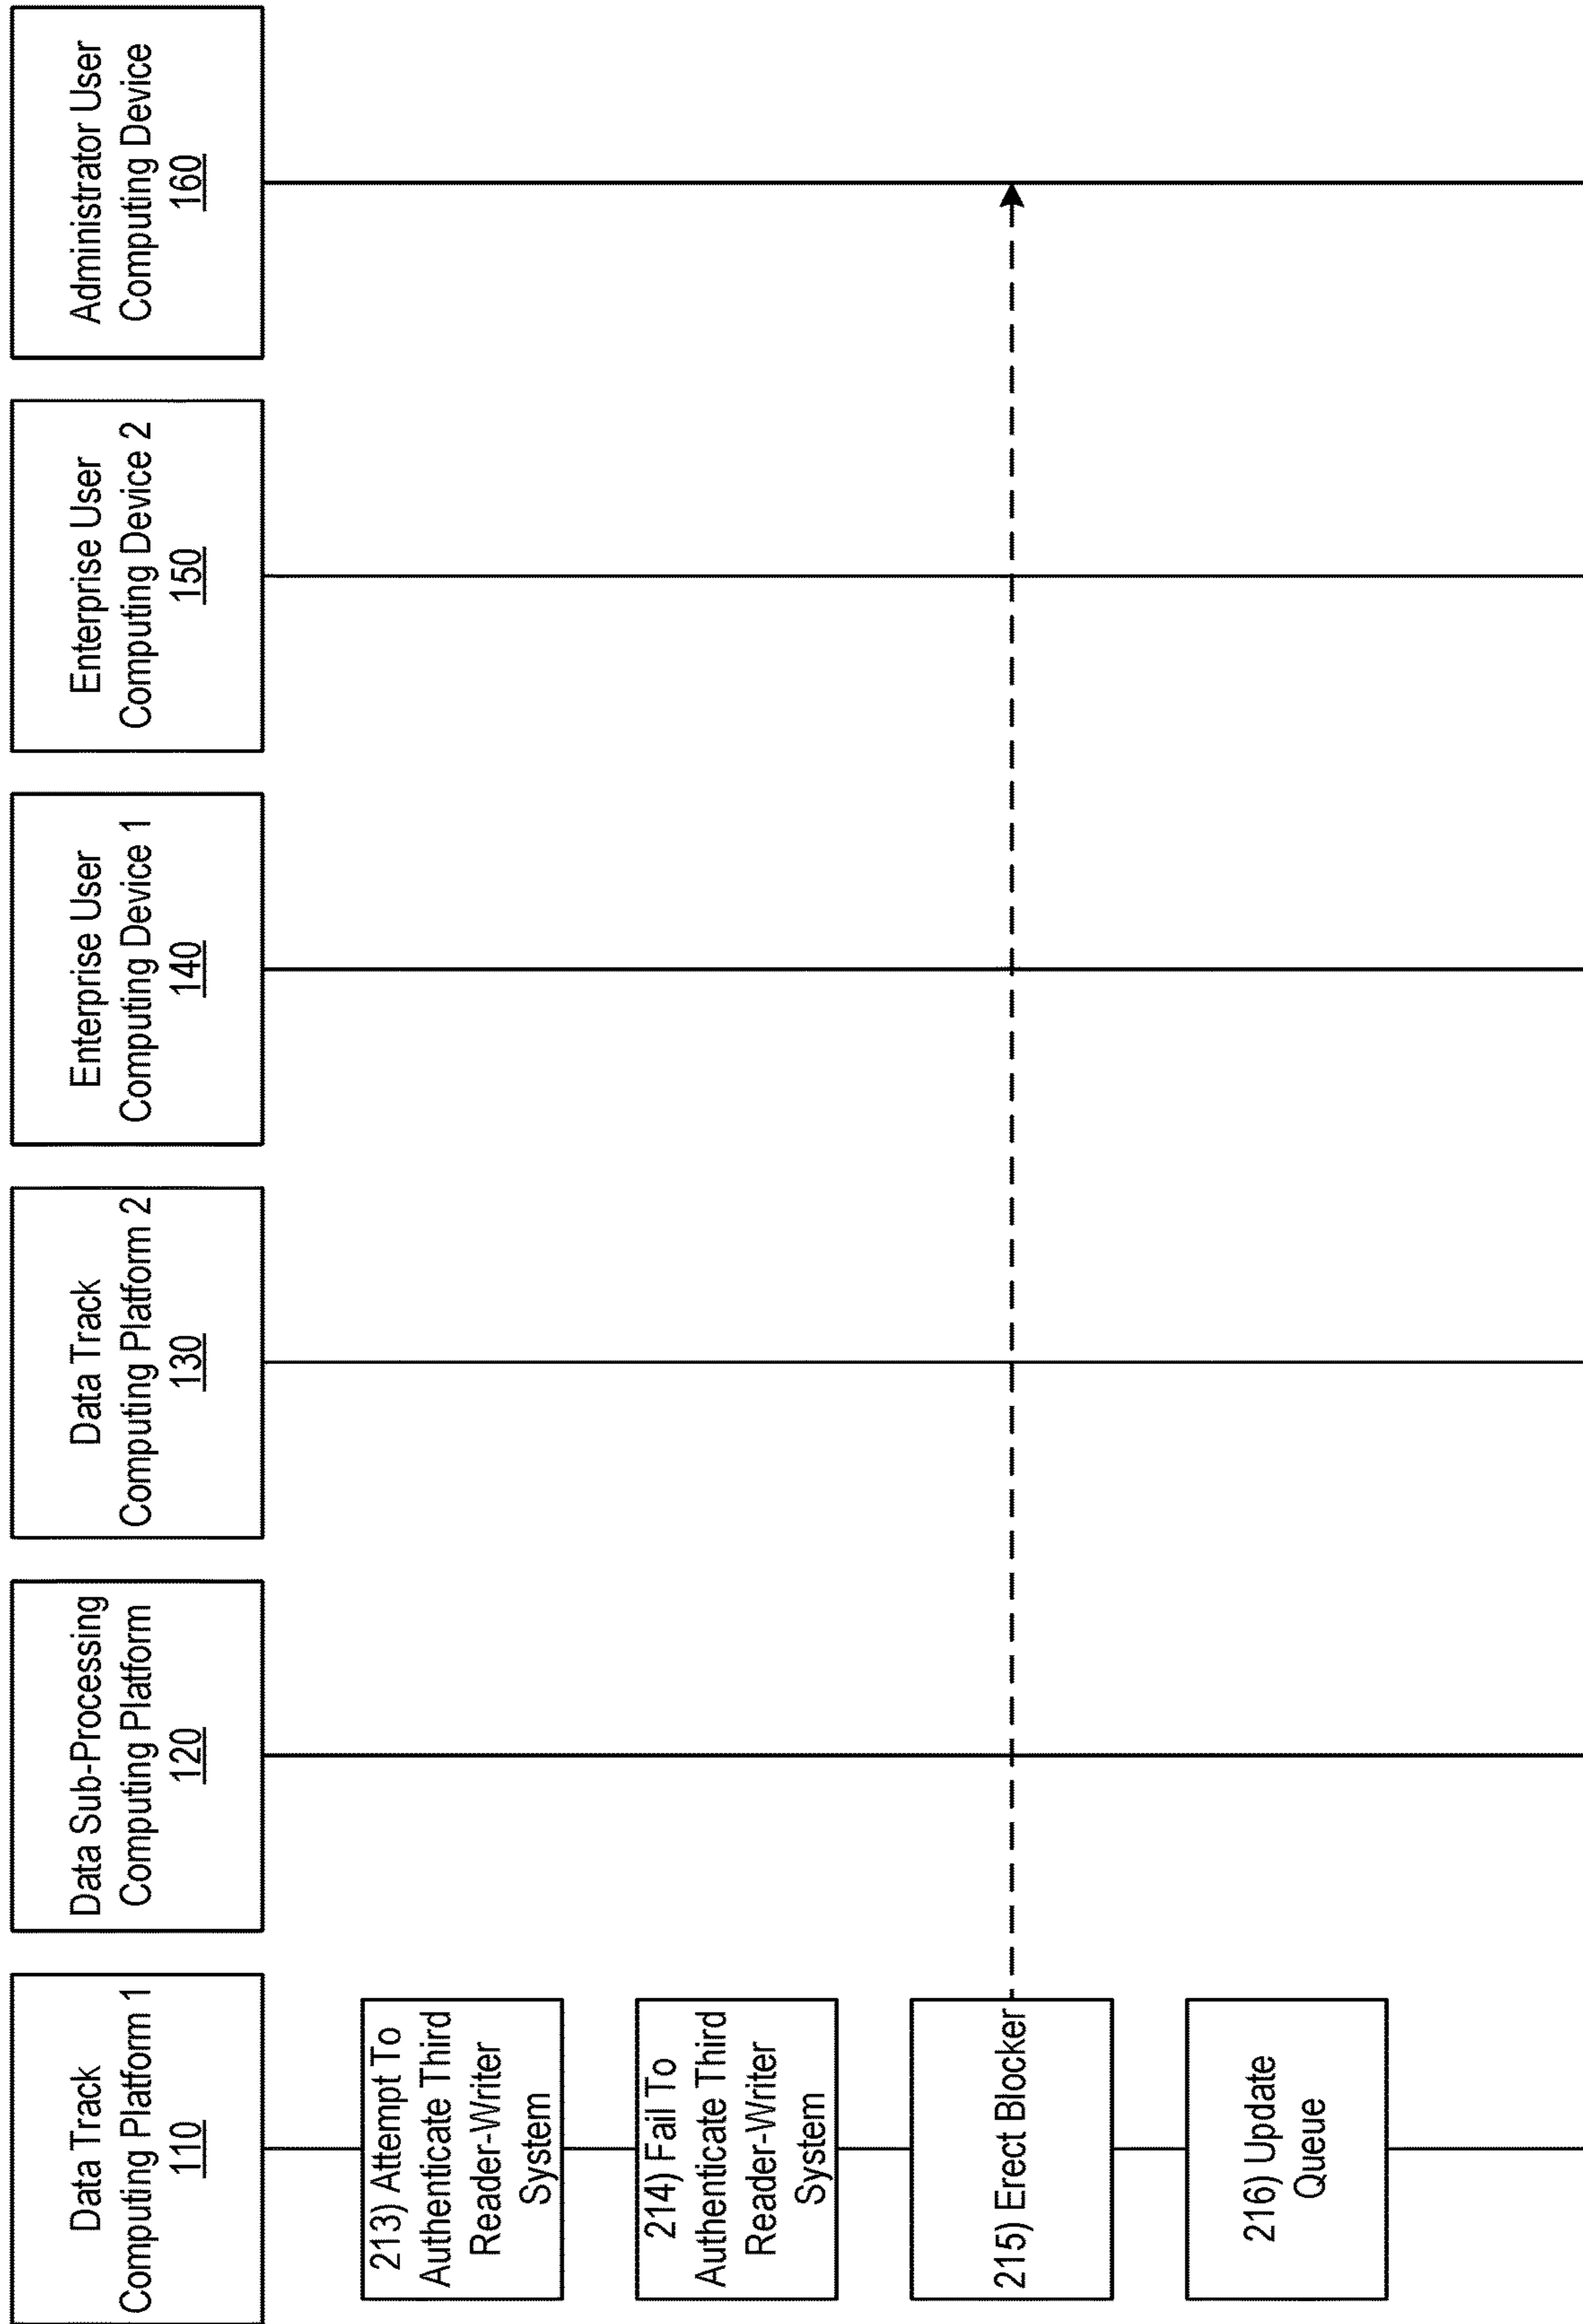 Data Track
Computing Platform 1
110
Data Sub-Processing
Computing Platform
120
Data Track
Computing Platform 2
130
Enterprise User
Computing Device 1
140
Enterprise User
Computing Device 2
150
Administrator User
Computing Device
160
213) Attempt To
Authenticate Third
Reader-Writer
System
214) Fail To
Authenticate Third
Reader-Writer
System
215) Erect Blocker
216) Update
Queue